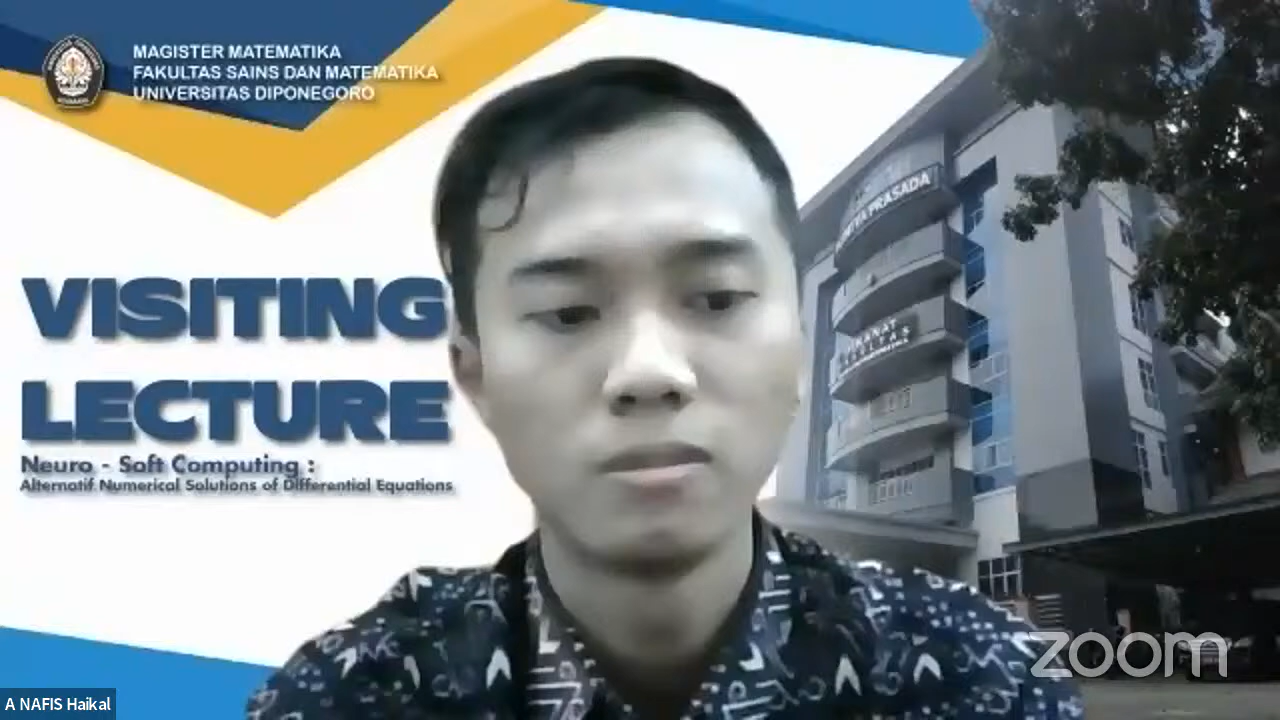 MAGISTER MATEMATIKA
FAKULTAS SAINS DAN MATEMATIKA
UNIVERSITAS DIPONEGORO
VISITING
LECTURE
Neuro - Soft Computing :
Alternatif Numerical Solutions of Differential Equations
PRASADA
zoom
A NAFIS Haikal